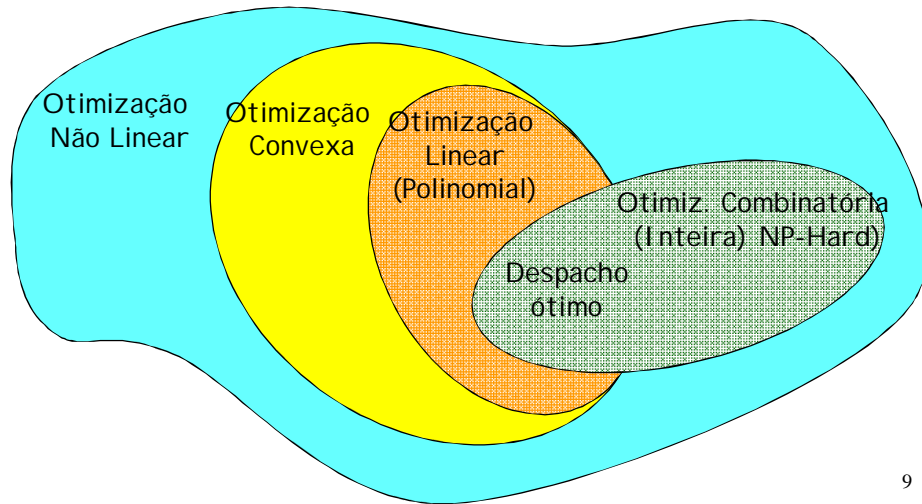 Otimização
Não Linear
Otimização
Convexa
Otimização
Linear
(Polinomial)
Otimiz. Combinatória
(Inteira) NP-Hard)
Despacho
ótimo
9